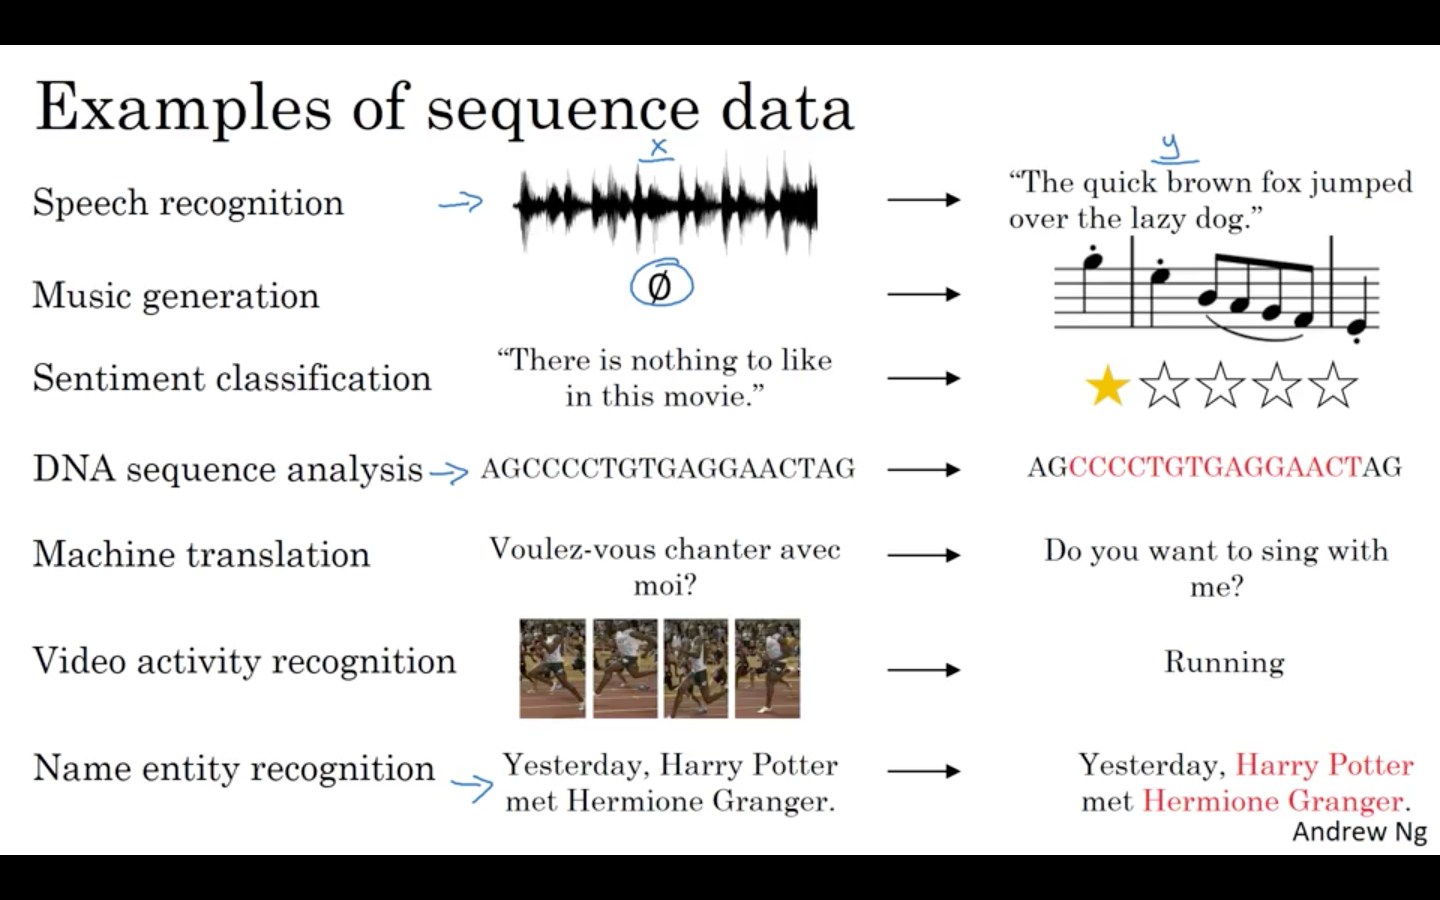 Examples of sequence data
x
y
Speech recognition
“The quick brown fox jumped
over the lazy dog.”
Music generation
∅
Sentiment classification
“There is nothing to like
in this movie.”
DNA sequence analysis
AGCCCCTGTGAGGAACTAG
AGCCCCTGTGAGGAACTAG
Machine translation
Voulez-vous chanter avec
moi?
Do you want to sing with
me?
Video activity recognition
Running
Name entity recognition
Yesterday, Harry Potter
met Hermione Granger.
Yesterday, Harry Potter
met Hermione Granger.
Andrew Ng